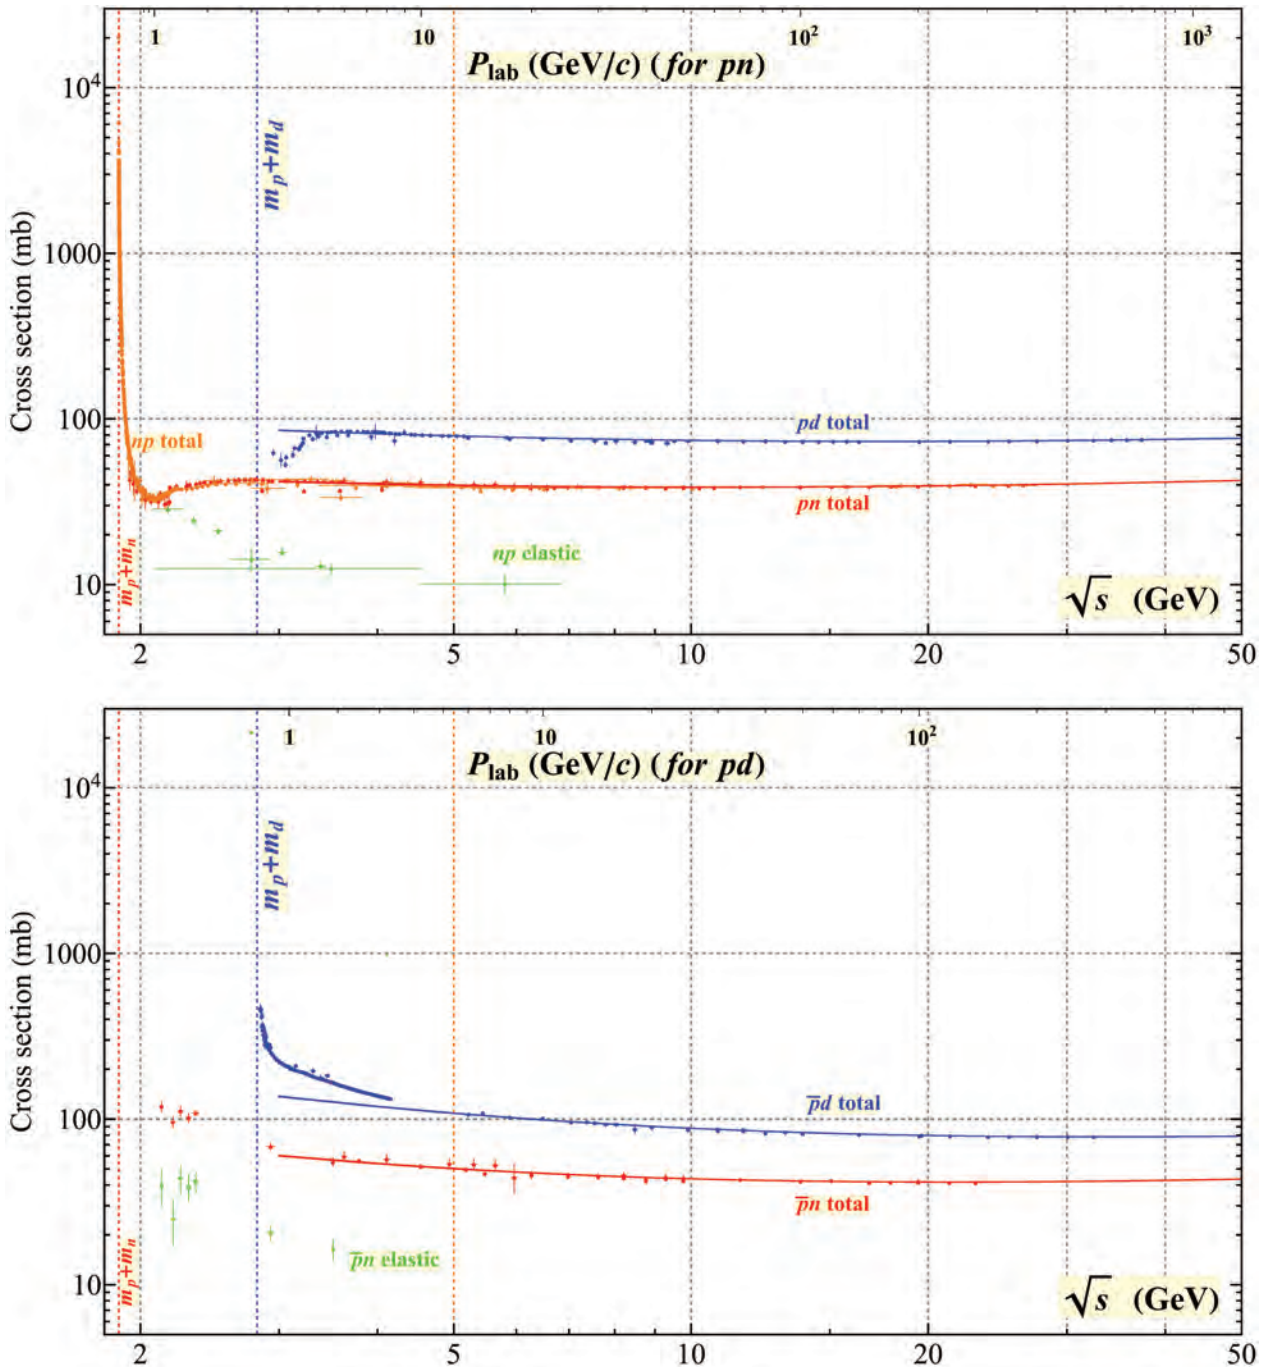 1 10 10² 10³
P_lab (GeV/c) (for pn)
10⁴
m_p+m_d
Cross section (mb)
1000
100
np total
pd total
pn total
m_p+m_n
np elastic
10
√s (GeV)
2 5 10 20 50
1 10 10²
P_lab (GeV/c) (for pd)
10⁴
m_p+m_d
Cross section (mb)
1000
100
p̅d total
p̅n total
m_p+m_n
p̅n elastic
10
√s (GeV)
2 5 10 20 50